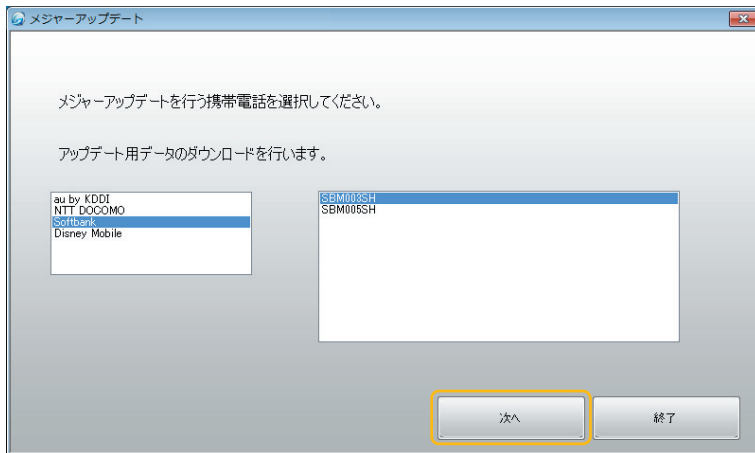 メジャーアップデート
メジャーアップデートを行う携帯電話を選択してください。
アップデート用データのダウンロードを行います。
au by KDDI
NTT DOCOMO
Softbank
Disney Mobile
SBM003SH
SBM005SH
次へ
終了